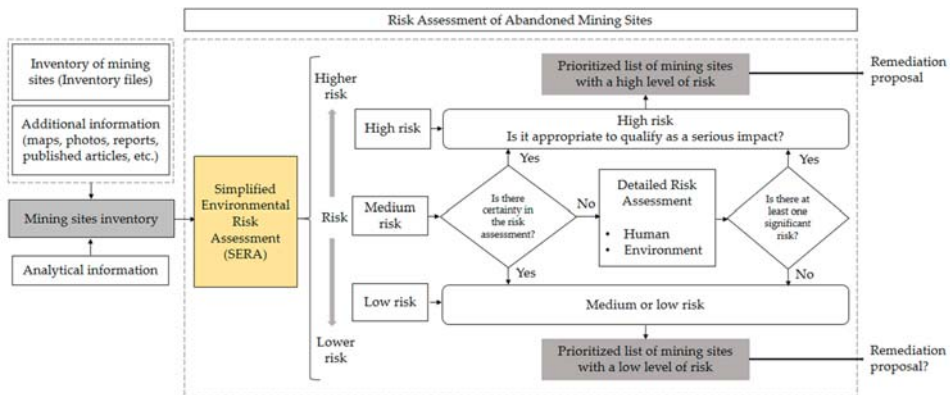 Risk Assessment of Abandoned Mining Sites
Inventory of mining
sites (Inventory files)
Additional information
(maps, photos, reports,
published articles, etc.)
Mining sites inventory
Analytical information
Simplified
Environmental
Risk
Assessment
(SERA)
Higher
risk
Risk
Lower
risk
High risk
Medium
risk
Low risk
Prioritized list of mining sites
with a high level of risk
Remediation
proposal
High risk
Is it appropriate to qualify as a serious impact?
Yes
Yes
Is there
certainty in
the risk
assessment?
No
Detailed Risk
Assessment
• Human
• Environment
Is there at
least one
significant
risk?
Yes
No
Medium or low risk
Prioritized list of mining sites
with a low level of risk
Remediation
proposal?